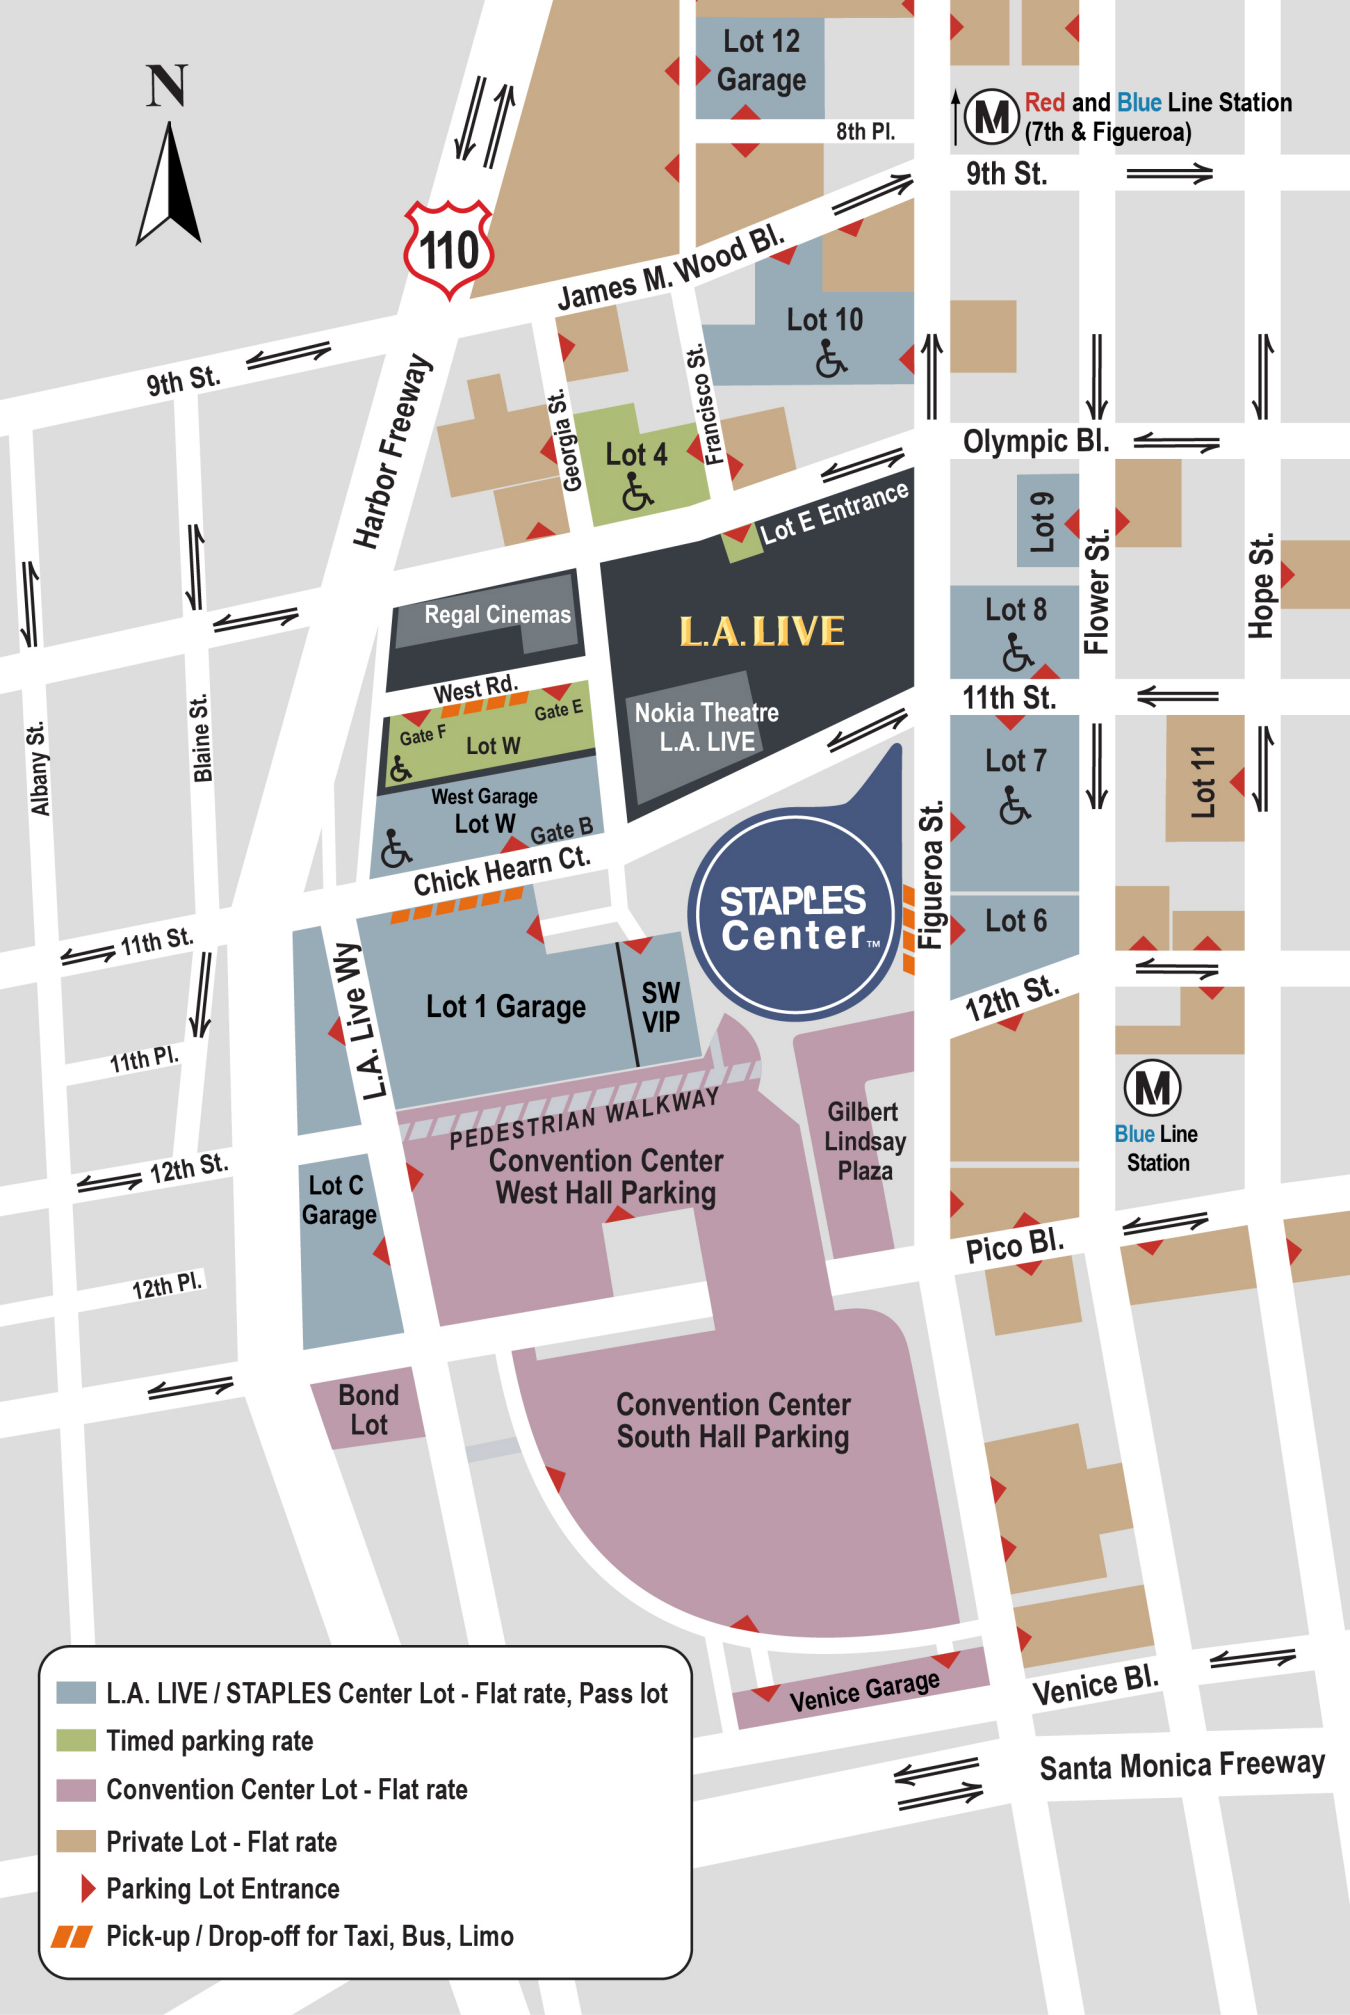 N
Lot 12
Garage
8th Pl.
M
Red and Blue Line Station
(7th & Figueroa)
9th St.
110
James M. Wood Bl.
Lot 10
9th St.
Harbor Freeway
Georgia St.
Francisco St.
Lot 4
Olympic Bl.
Lot E Entrance
Lot 9
Flower St.
Hope St.
Regal Cinemas
L.A. LIVE
Lot 8
West Rd.
Gate F
Gate E
Lot W
Nokia Theatre
L.A. LIVE
11th St.
Albany St.
Blaine St.
West Garage
Lot W
Gate B
Chick Hearn Ct.
Lot 7
Lot 11
Figueroa St.
STAPLES
Center™
Lot 6
11th St.
L.A. Live Wy
Lot 1 Garage
SW
VIP
12th St.
11th Pl.
PEDESTRIAN WALKWAY
Gilbert
Lindsay
Plaza
M
Blue Line
Station
12th St.
Lot C
Garage
Convention Center
West Hall Parking
Pico Bl.
12th Pl.
Bond
Lot
Convention Center
South Hall Parking
Venice Garage
Venice Bl.
Santa Monica Freeway
L.A. LIVE / STAPLES Center Lot - Flat rate, Pass lot
Timed parking rate
Convention Center Lot - Flat rate
Private Lot - Flat rate
Parking Lot Entrance
Pick-up / Drop-off for Taxi, Bus, Limo